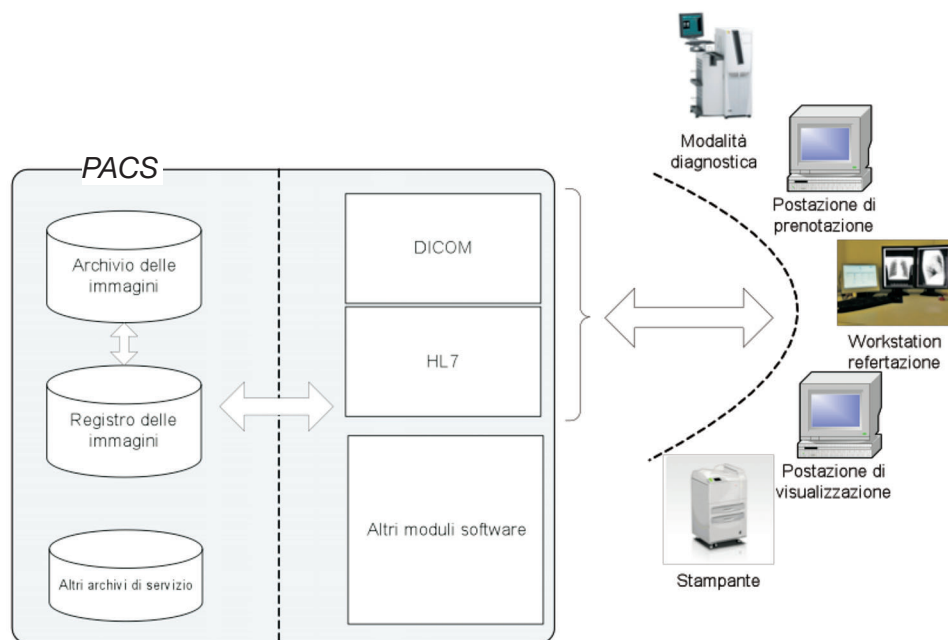 PACS
Archivio delle
immagini
Registro delle
immagini
Altri archivi di servizio
DICOM
HL7
Altri moduli software
Modalità
diagnostica
Postazione di
prenotazione
Workstation
refertazione
Postazione di
visualizzazione
Stampante